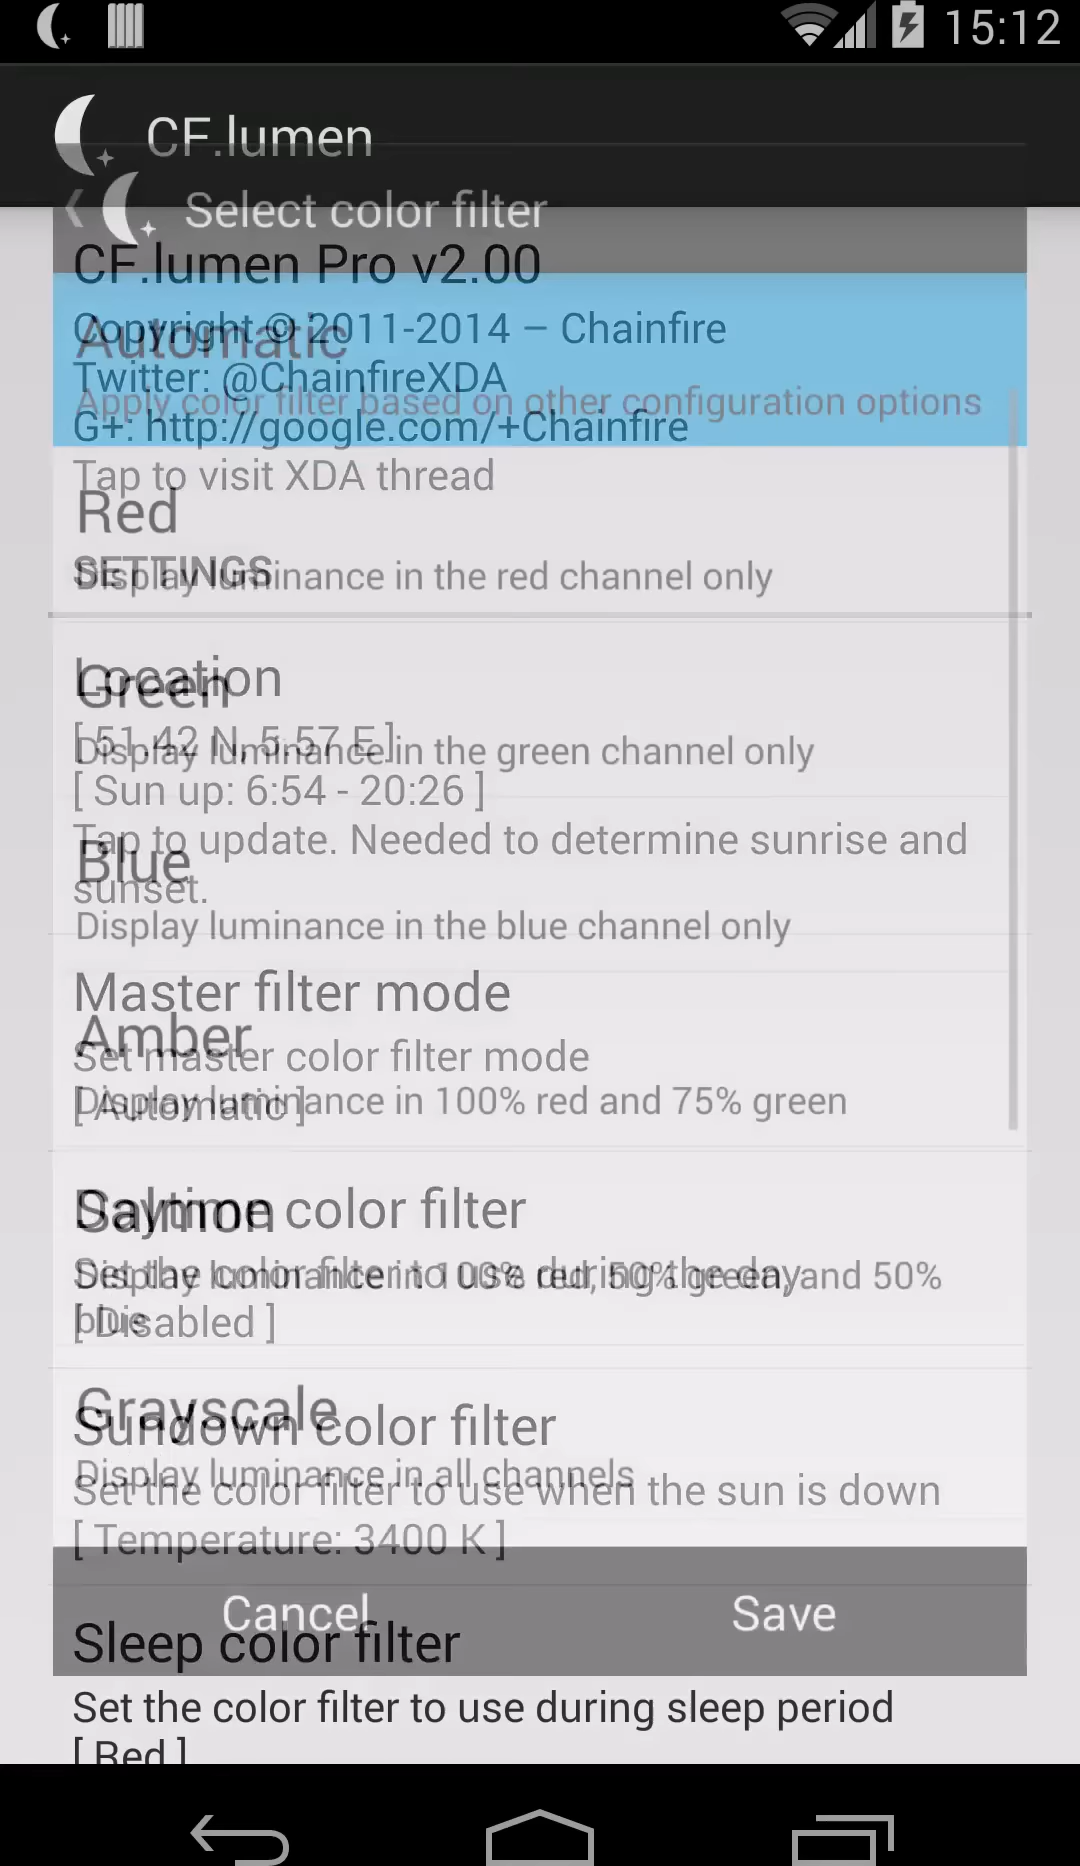 15:12
CF.lumen
Select color filter
CF.lumen Pro v2.00
Copyright © 2011-2014 – Chainfire
Automatic
Twitter: @ChainfireXDA
Apply color filter based on other configuration options
G+: http://google.com/+Chainfire
Tap to visit XDA thread
Red
SETTINGS
Display luminance in the red channel only
Location
Green
[ 51.42 N, 5.57 E ]
Display luminance in the green channel only
[ Sun up: 6:54 - 20:26 ]
Tap to update. Needed to determine sunrise and
Blue
sunset.
Display luminance in the blue channel only
Master filter mode
Amber
Set master color filter mode
Display luminance in 100% red and 75% green
[ Automatic ]
Daytime color filter
Salmon
Set the color filter to use during the day
Display luminance in 100% red, 50% green, and 50%
blue
[ Disabled ]
Grayscale
Sundown color filter
Display luminance in all channels
Set the color filter to use when the sun is down
[ Temperature: 3400 K ]
Cancel
Save
Sleep color filter
Set the color filter to use during sleep period
[ Red ]